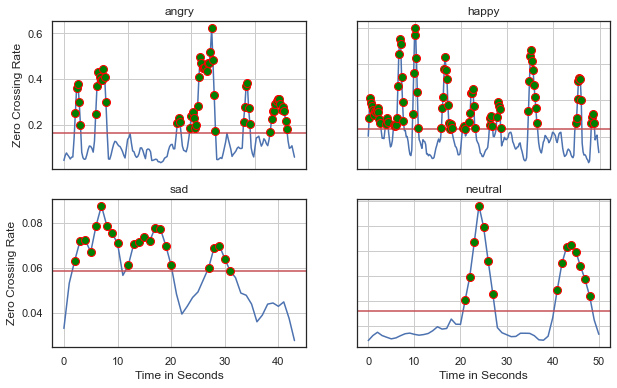 angry
happy
Zero Crossing Rate
0.6
0.4
0.2
sad
neutral
Zero Crossing Rate
0.08
0.06
0.04
0 10 20 30 40
0 10 20 30 40 50
Time in Seconds
Time in Seconds